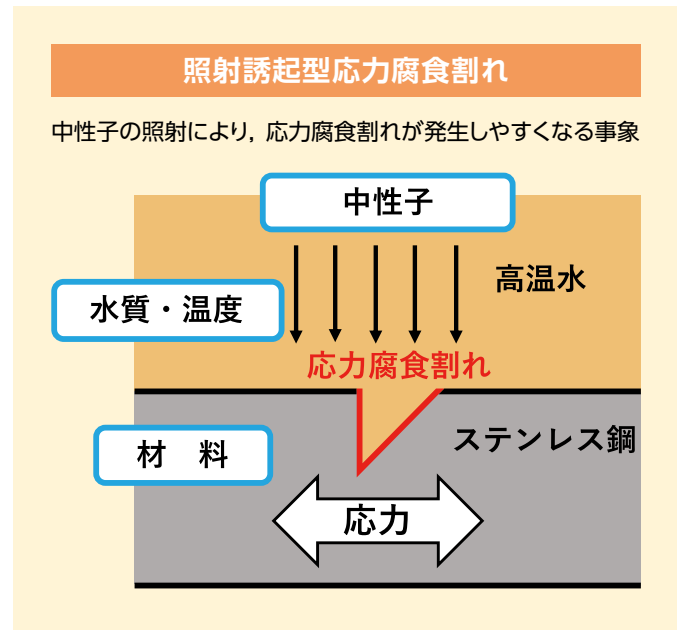 照射誘起型応力腐食割れ
中性子の照射により, 応力腐食割れが発生しやすくなる事象
中性子
高温水
水質・温度
応力腐食割れ
ステンレス鋼
材　料
応力